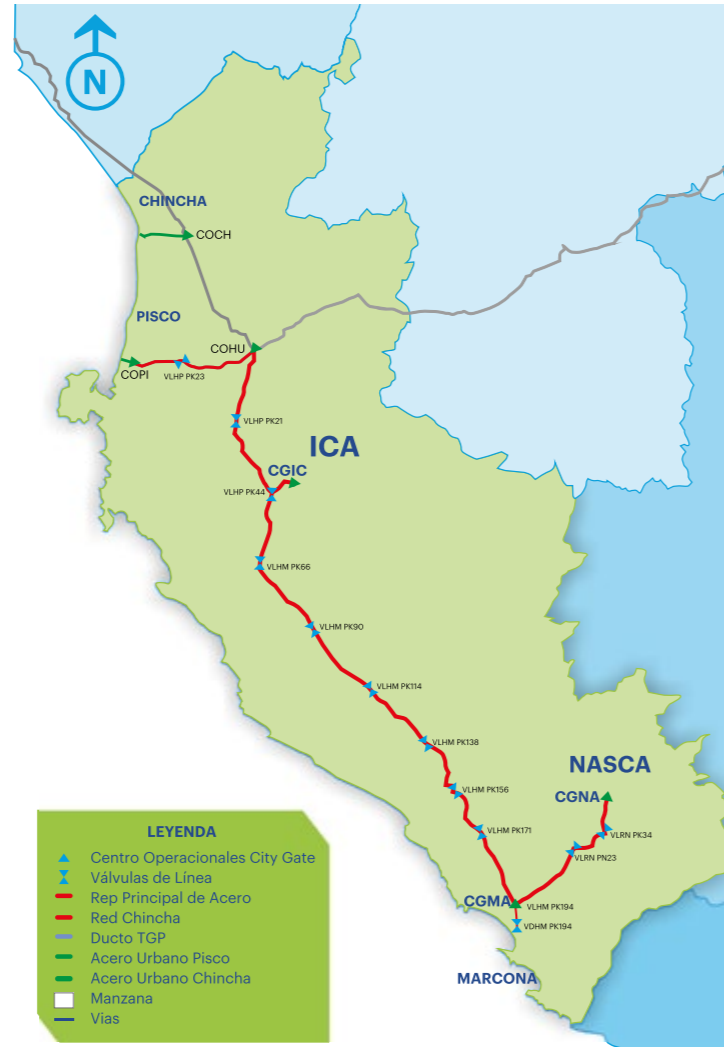 N
CHINCHA
COCH
PISCO
COHU
COPI
VLHP PK23
VLHP PK21
ICA
CGIC
VLHP PK44
VLHM PK66
VLHM PK90
VLHM PK114
VLHM PK138
NASCA
VLHM PK156
CGNA
VLHM PK171
VLRN PK34
VLRN PN23
CGMA
VLHM PK194
VDHM PK194
MARCONA
LEYENDA
Centro Operacionales City Gate
Válvulas de Línea
Rep Principal de Acero
Red Chincha
Ducto TGP
Acero Urbano Pisco
Acero Urbano Chincha
Manzana
Vias